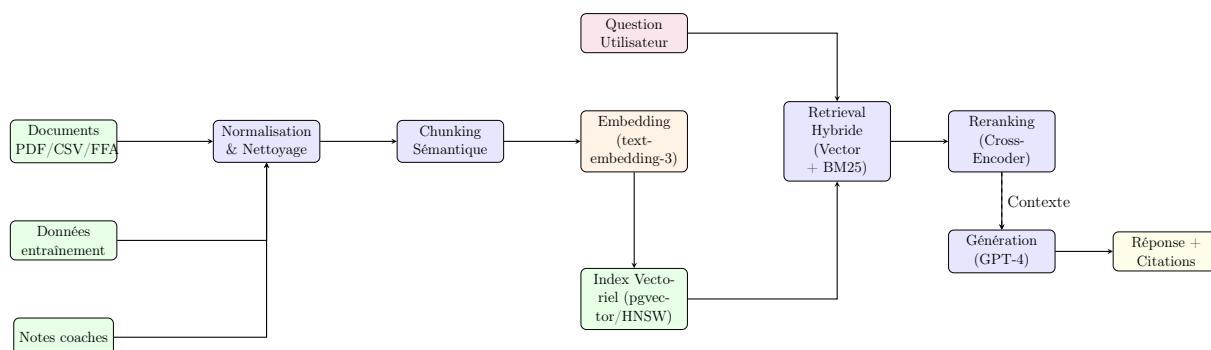 Question
Utilisateur
Documents
PDF/CSV/FFA
Normalisation
& Nettoyage
Chunking
Sémantique
Embedding
(text-
embedding-3)
Retrieval
Hybride
(Vector
+ BM25)
Reranking
(Cross-
Encoder)
Contexte
Données
entraînement
Génération
(GPT-4)
Réponse +
Citations
Index Vecto-
riel (pgvec-
tor/HNSW)
Notes coaches